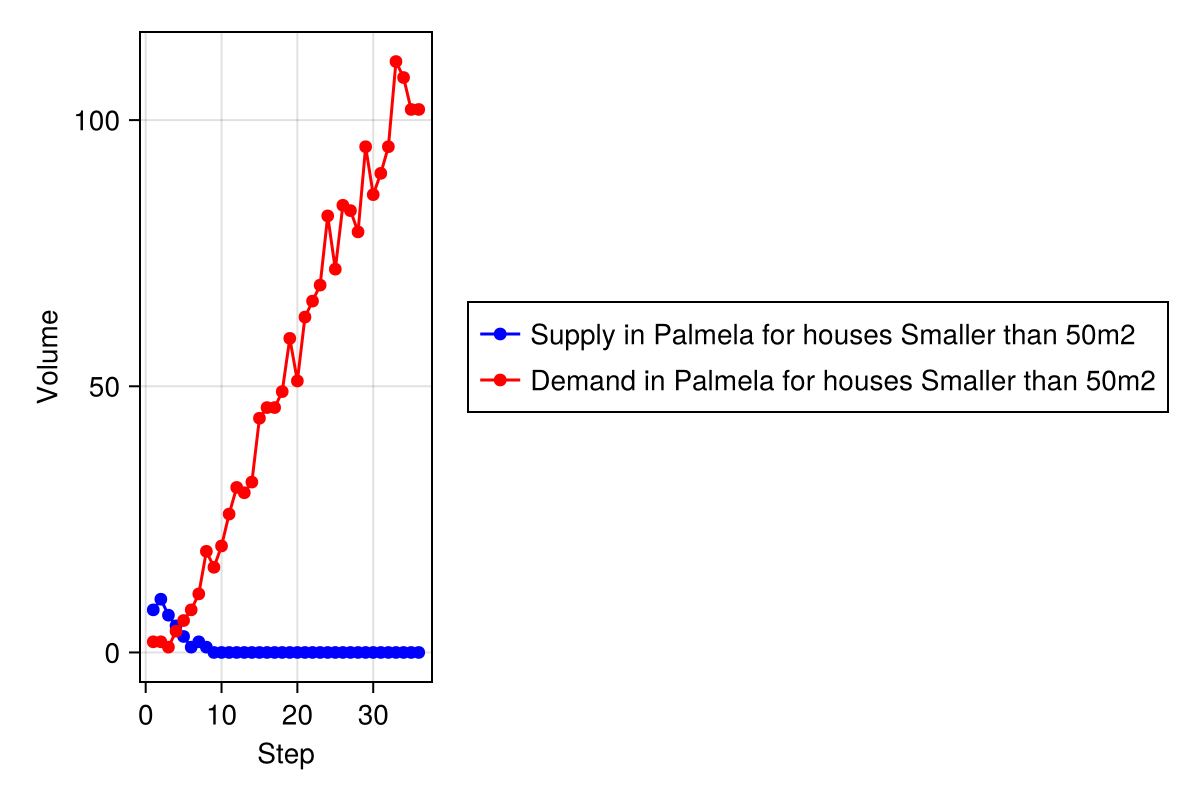 Volume
100
50
0
0 10 20 30
Step
Supply in Palmela for houses Smaller than 50m2
Demand in Palmela for houses Smaller than 50m2